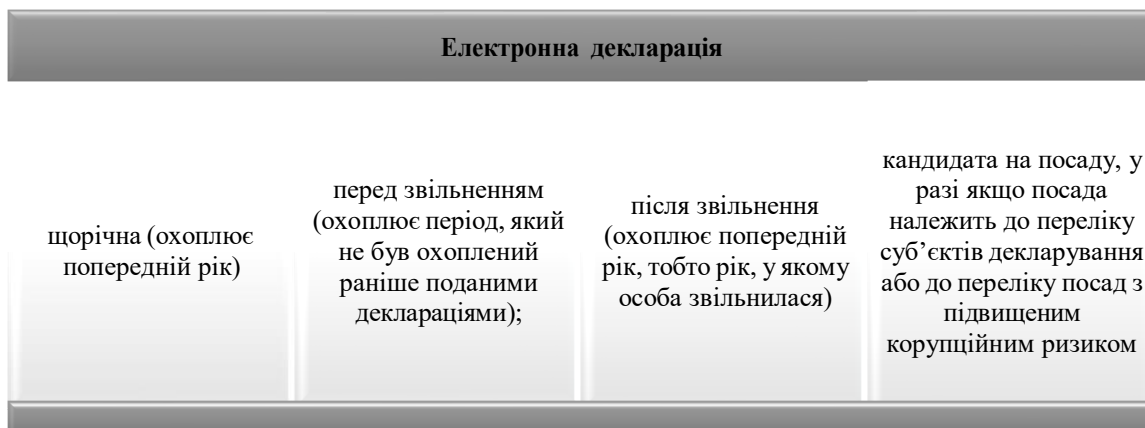 Електронна декларація
щорічна (охоплює
попередній рік)
перед звільненням
(охоплює період, який
не був охоплений
раніше поданими
деклараціями);
після звільнення
(охоплює попередній
рік, тобто рік, у якому
особа звільнилася)
кандидата на посаду, у
разі якщо посада
належить до переліку
суб’єктів декларування
або до переліку посад з
підвищеним
корупційним ризиком